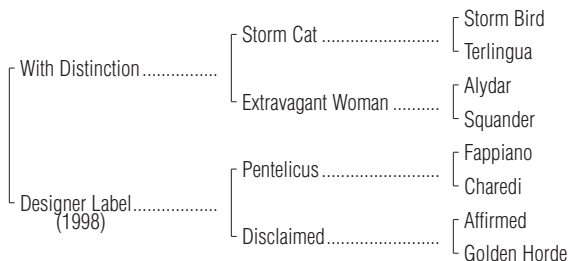 Storm Bird
Storm Cat ........................
Terlingua
With Distinction ...............
Alydar
Extravagant Woman ..........
Squander
Fappiano
Pentelicus ........................
Charedi
Designer Label .................
(1998)
Affirmed
Disclaimed .......................
Golden Horde